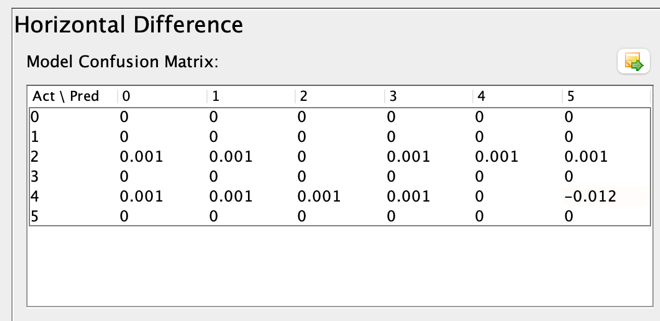 Horizontal Difference
Model Confusion Matrix:
Act \ Pred 0 1 2 3 4 5
0 0 0 0 0 0 0
1 0 0 0 0 0 0
2 0.001 0.001 0 0.001 0.001 0.001
3 0 0 0 0 0 0
4 0.001 0.001 0.001 0.001 0 -0.012
5 0 0 0 0 0 0